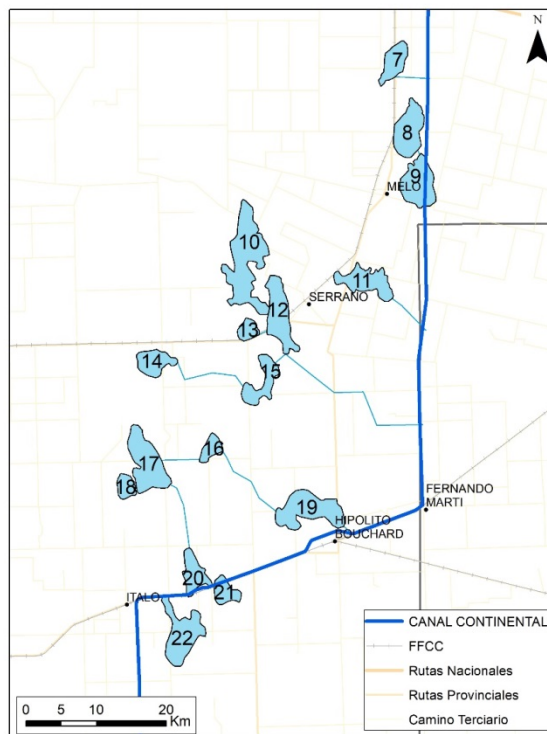 N
7
8
9
MELO
10
11
SERRANO
12
13
14
15
16
17
18
19
FERNANDO
MARTI
HIPOLITO
BOUCHARD
20
21
ITALO
22
CANAL CONTINENTAL
FFCC
Rutas Nacionales
Rutas Provinciales
Camino Terciario
0 5 10 20
Km